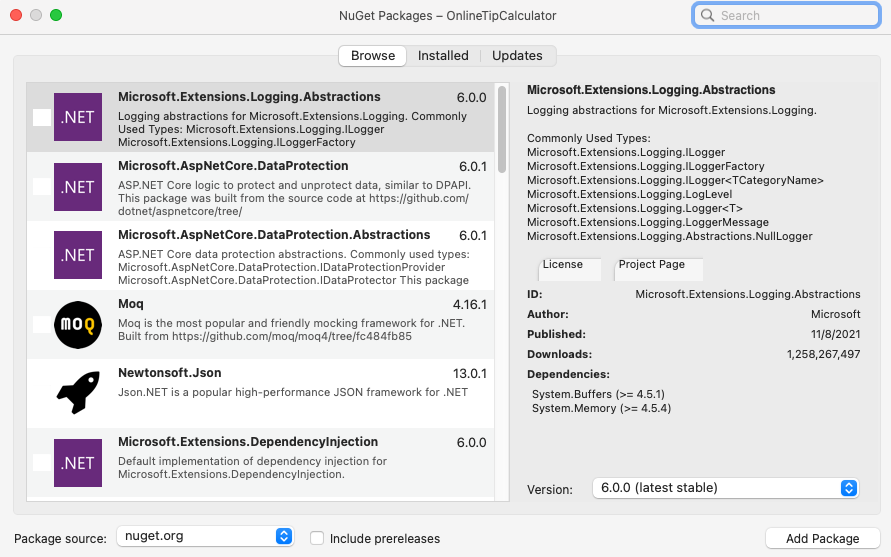 NuGet Packages – OnlineTipCalculator
Search
Browse
Installed
Updates
.NET
Microsoft.Extensions.Logging.Abstractions
6.0.0
Logging abstractions for Microsoft.Extensions.Logging. Commonly
Used Types: Microsoft.Extensions.Logging.ILogger
Microsoft.Extensions.Logging.ILoggerFactory
.NET
Microsoft.AspNetCore.DataProtection
6.0.1
ASP.NET Core logic to protect and unprotect data, similar to DPAPI.
This package was built from the source code at https://github.com/
dotnet/aspnetcore/tree/
.NET
Microsoft.AspNetCore.DataProtection.Abstractions
6.0.1
ASP.NET Core data protection abstractions. Commonly used types:
Microsoft.AspNetCore.DataProtection.IDataProtectionProvider
Microsoft.AspNetCore.DataProtection.IDataProtector This package
MOQ
Moq
4.16.1
Moq is the most popular and friendly mocking framework for .NET.
Built from https://github.com/moq/moq4/tree/fc484fb85
Newtonsoft.Json
13.0.1
Json.NET is a popular high-performance JSON framework for .NET
.NET
Microsoft.Extensions.DependencyInjection
6.0.0
Default implementation of dependency injection for
Microsoft.Extensions.DependencyInjection.
Microsoft.Extensions.Logging.Abstractions
Logging abstractions for Microsoft.Extensions.Logging.
Commonly Used Types:
Microsoft.Extensions.Logging.ILogger
Microsoft.Extensions.Logging.ILoggerFactory
Microsoft.Extensions.Logging.ILogger<TCategoryName>
Microsoft.Extensions.Logging.LogLevel
Microsoft.Extensions.Logging.Logger<T>
Microsoft.Extensions.Logging.LoggerMessage
Microsoft.Extensions.Logging.Abstractions.NullLogger
License
Project Page
ID: Microsoft.Extensions.Logging.Abstractions
Author: Microsoft
Published: 11/8/2021
Downloads: 1,258,267,497
Dependencies:
System.Buffers (>= 4.5.1)
System.Memory (>= 4.5.4)
Version: 6.0.0 (latest stable)
Package source: nuget.org
Include prereleases
Add Package